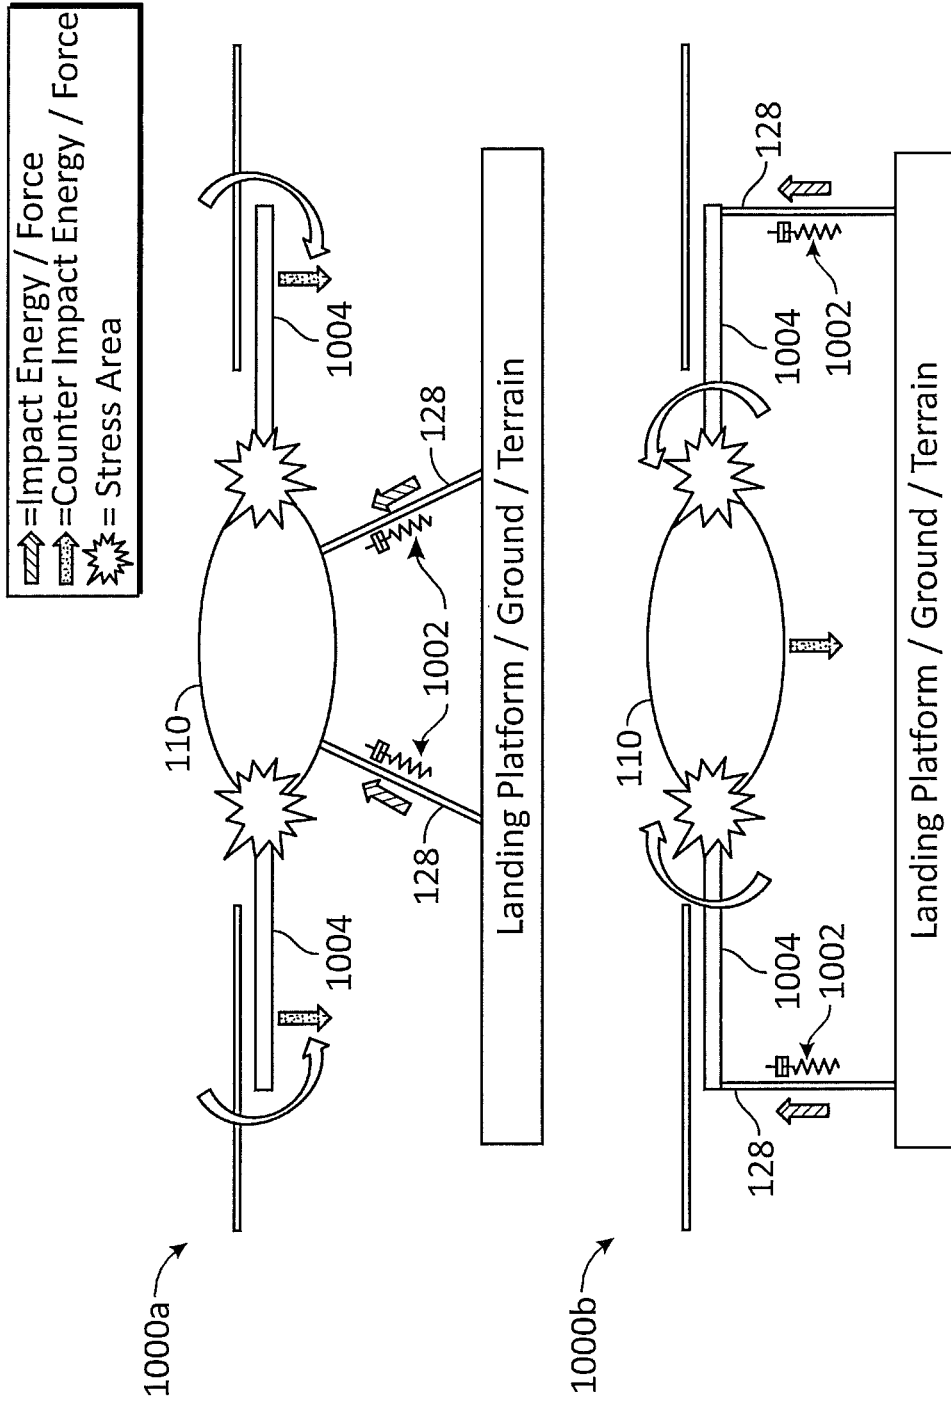 =Impact Energy / Force
=Counter Impact Energy / Force
= Stress Area
1000a
110
1004
1004
128
128
1002
Landing Platform / Ground / Terrain
1000b
110
1004
1004
1002
1002
128
128
Landing Platform / Ground / Terrain